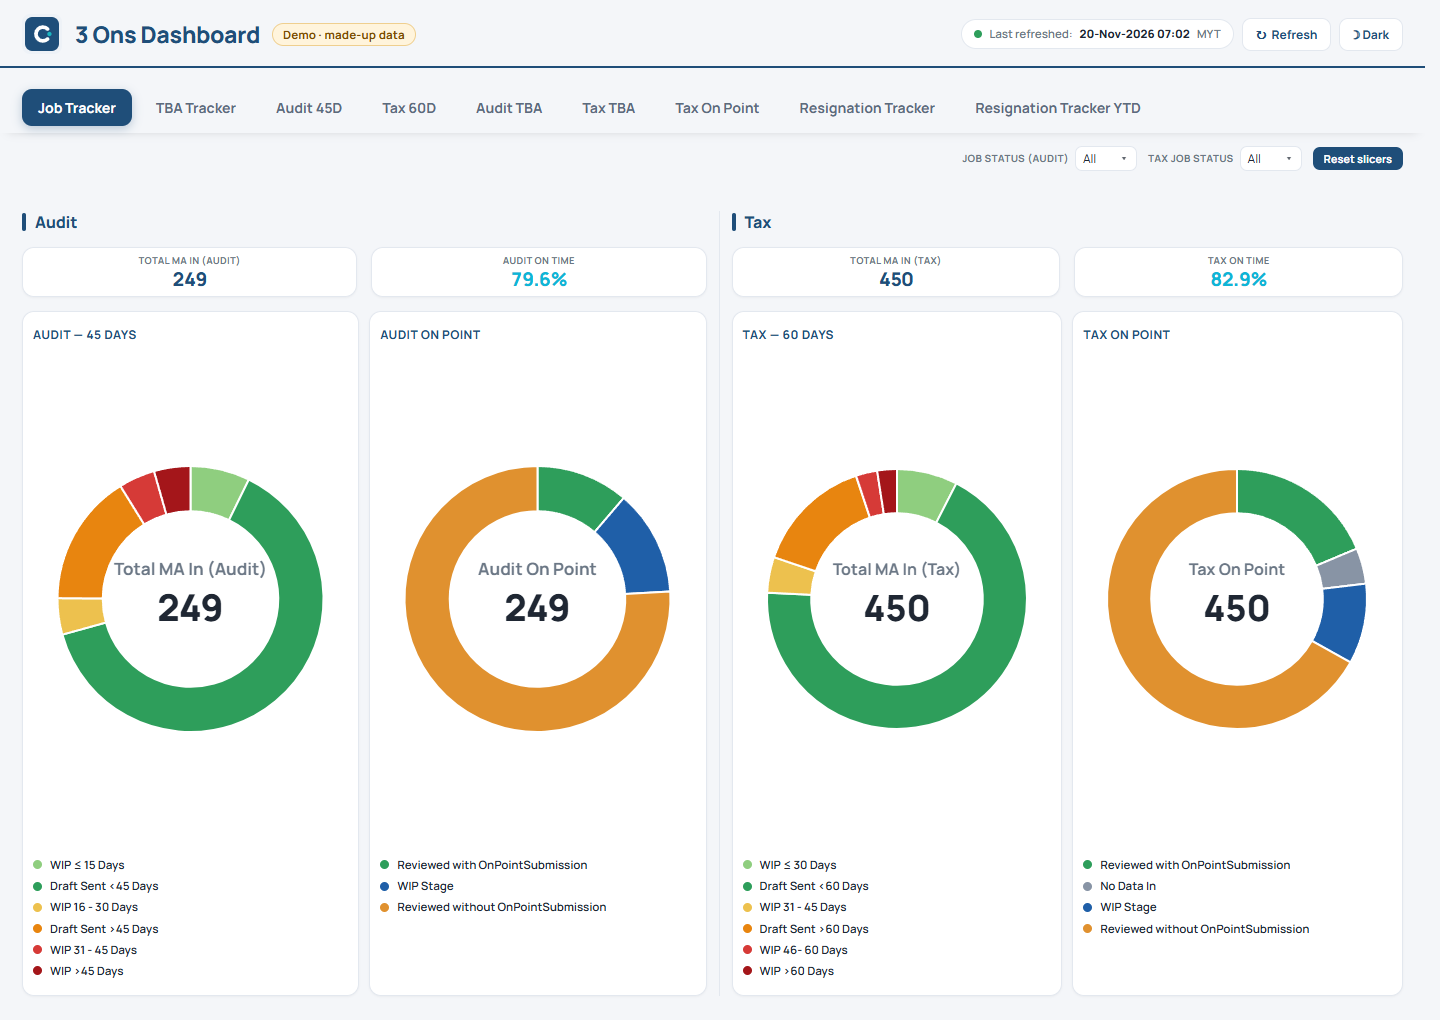 3 Ons Dashboard
Demo · made-up data
Last refreshed: 20-Nov-2026 07:02 MYT
↻ Refresh
☽ Dark
Job Tracker
TBA Tracker
Audit 45D
Tax 60D
Audit TBA
Tax TBA
Tax On Point
Resignation Tracker
Resignation Tracker YTD
JOB STATUS (AUDIT) All
TAX JOB STATUS All
Reset slicers
Audit
TOTAL MA IN (AUDIT)
249
AUDIT ON TIME
79.6%
AUDIT — 45 DAYS
Total MA In (Audit)
249
WIP ≤ 15 Days
Draft Sent <45 Days
WIP 16 - 30 Days
Draft Sent >45 Days
WIP 31 - 45 Days
WIP >45 Days
AUDIT ON POINT
Audit On Point
249
Reviewed with OnPointSubmission
WIP Stage
Reviewed without OnPointSubmission
Tax
TOTAL MA IN (TAX)
450
TAX ON TIME
82.9%
TAX — 60 DAYS
Total MA In (Tax)
450
WIP ≤ 30 Days
Draft Sent <60 Days
WIP 31 - 45 Days
Draft Sent >60 Days
WIP 46- 60 Days
WIP >60 Days
TAX ON POINT
Tax On Point
450
Reviewed with OnPointSubmission
No Data In
WIP Stage
Reviewed without OnPointSubmission